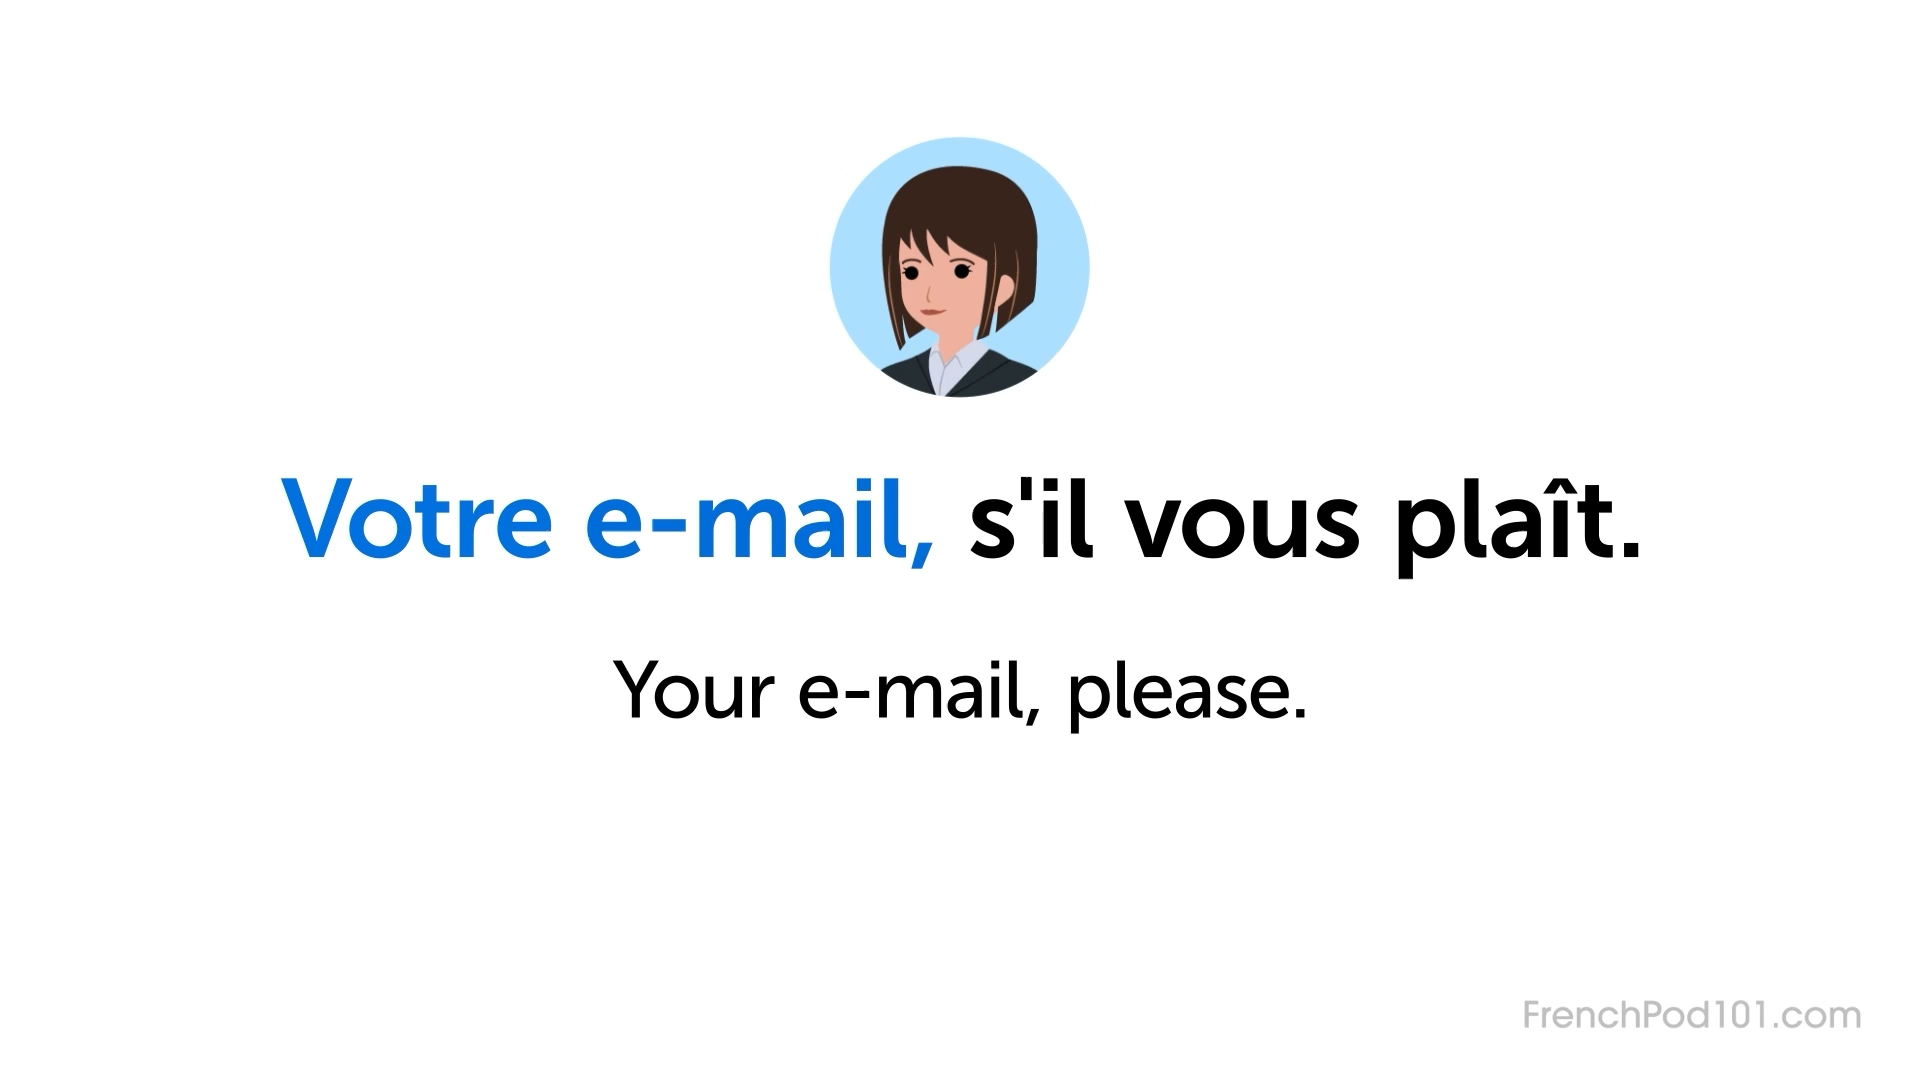 Votre e-mail, s'il vous plaît.
Your e-mail, please.
FrenchPod101.com